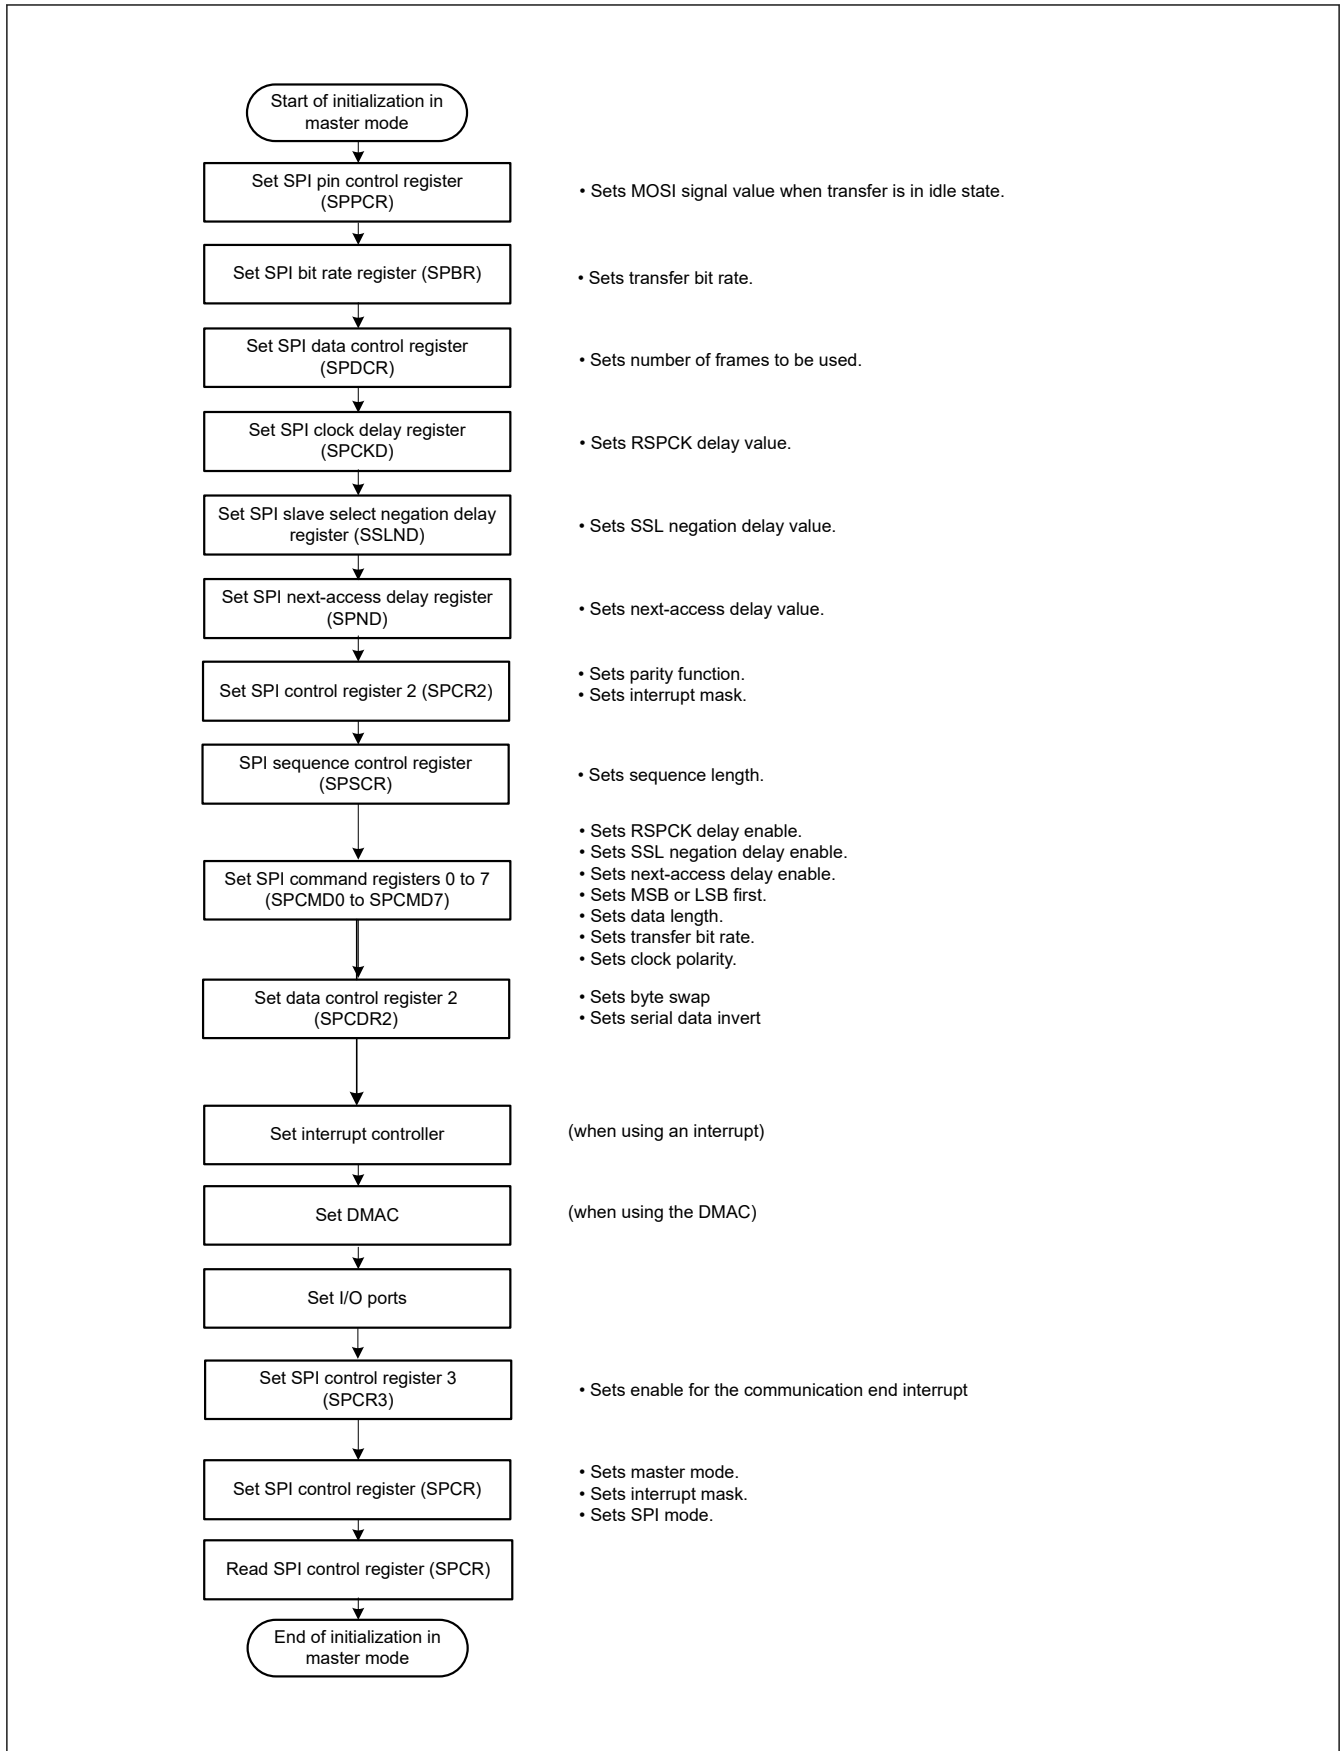 Start of initialization in
master mode
Set SPI pin control register
(SPPCR)
• Sets MOSI signal value when transfer is in idle state.
Set SPI bit rate register (SPBR)
• Sets transfer bit rate.
Set SPI data control register
(SPDCR)
• Sets number of frames to be used.
Set SPI clock delay register
(SPCKD)
• Sets RSPCK delay value.
Set SPI slave select negation delay
register (SSLND)
• Sets SSL negation delay value.
Set SPI next-access delay register
(SPND)
• Sets next-access delay value.
Set SPI control register 2 (SPCR2)
• Sets parity function.
• Sets interrupt mask.
SPI sequence control register
(SPSCR)
• Sets sequence length.
Set SPI command registers 0 to 7
(SPCMD0 to SPCMD7)
• Sets RSPCK delay enable.
• Sets SSL negation delay enable.
• Sets next-access delay enable.
• Sets MSB or LSB first.
• Sets data length.
• Sets transfer bit rate.
• Sets clock polarity.
Set data control register 2
(SPCDR2)
• Sets byte swap
• Sets serial data invert
Set interrupt controller
(when using an interrupt)
Set DMAC
(when using the DMAC)
Set I/O ports
Set SPI control register 3
(SPCR3)
• Sets enable for the communication end interrupt
Set SPI control register (SPCR)
• Sets master mode.
• Sets interrupt mask.
• Sets SPI mode.
Read SPI control register (SPCR)
End of initialization in
master mode